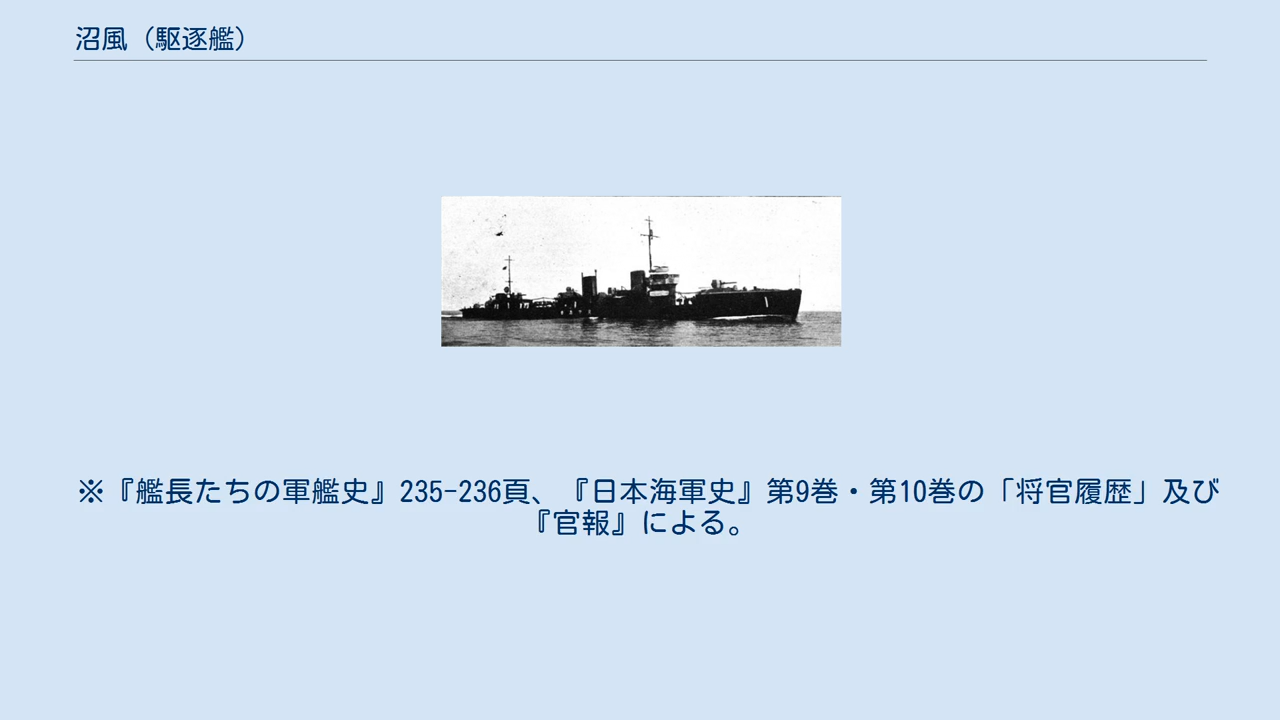 沼風（駆逐艦）
1
※『艦長たちの軍艦史』235-236頁、『日本海軍史』第9巻・第10巻の「将官履歴」及び
『官報』による。